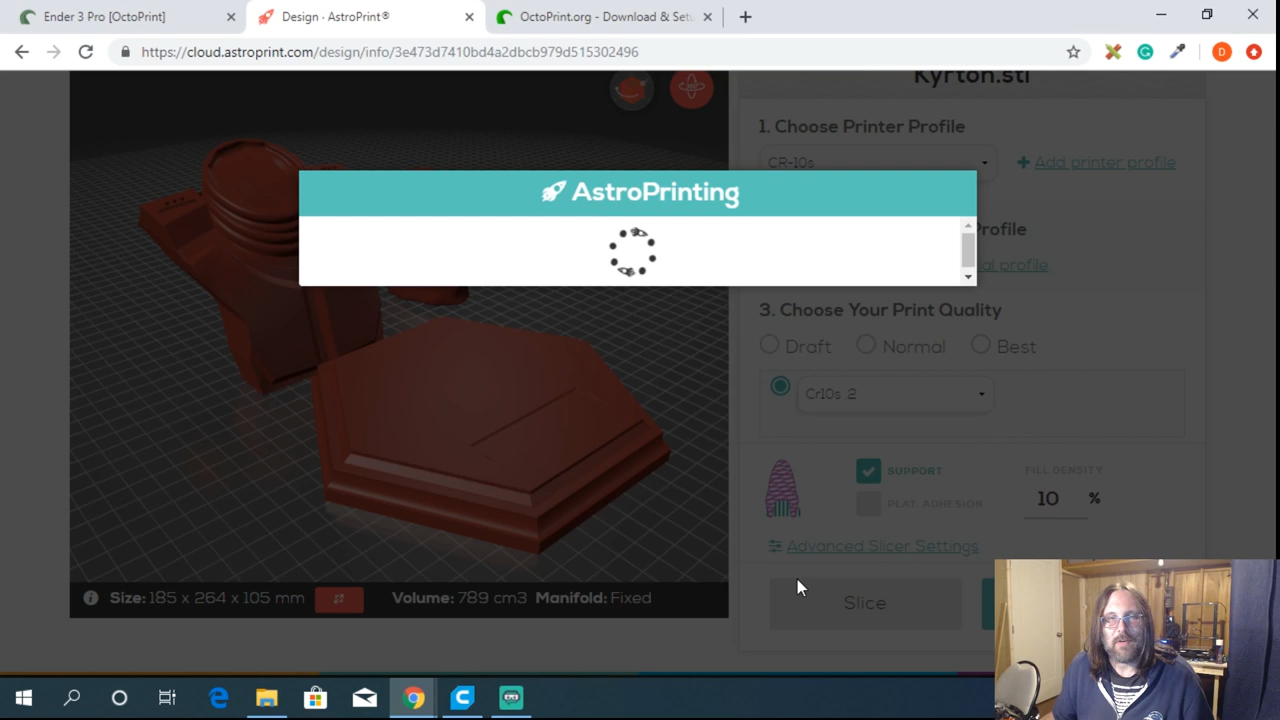 Ender 3 Pro [OctoPrint]
Design · AstroPrint®
OctoPrint.org - Download & Setu
https://cloud.astroprint.com/design/info/3e473d7410bd4a2dbcb979d515302496
D
Kyrton.stl
1. Choose Printer Profile
CR-10s
+ Add printer profile
AstroPrinting
Profile
ial profile
3. Choose Your Print Quality
Draft
Normal
Best
Cr10s .2
SUPPORT
PLAT. ADHESION
FILL DENSITY
10 %
Advanced Slicer Settings
Slice
Size: 185 x 264 x 105 mm
Volume: 789 cm3 Manifold: Fixed